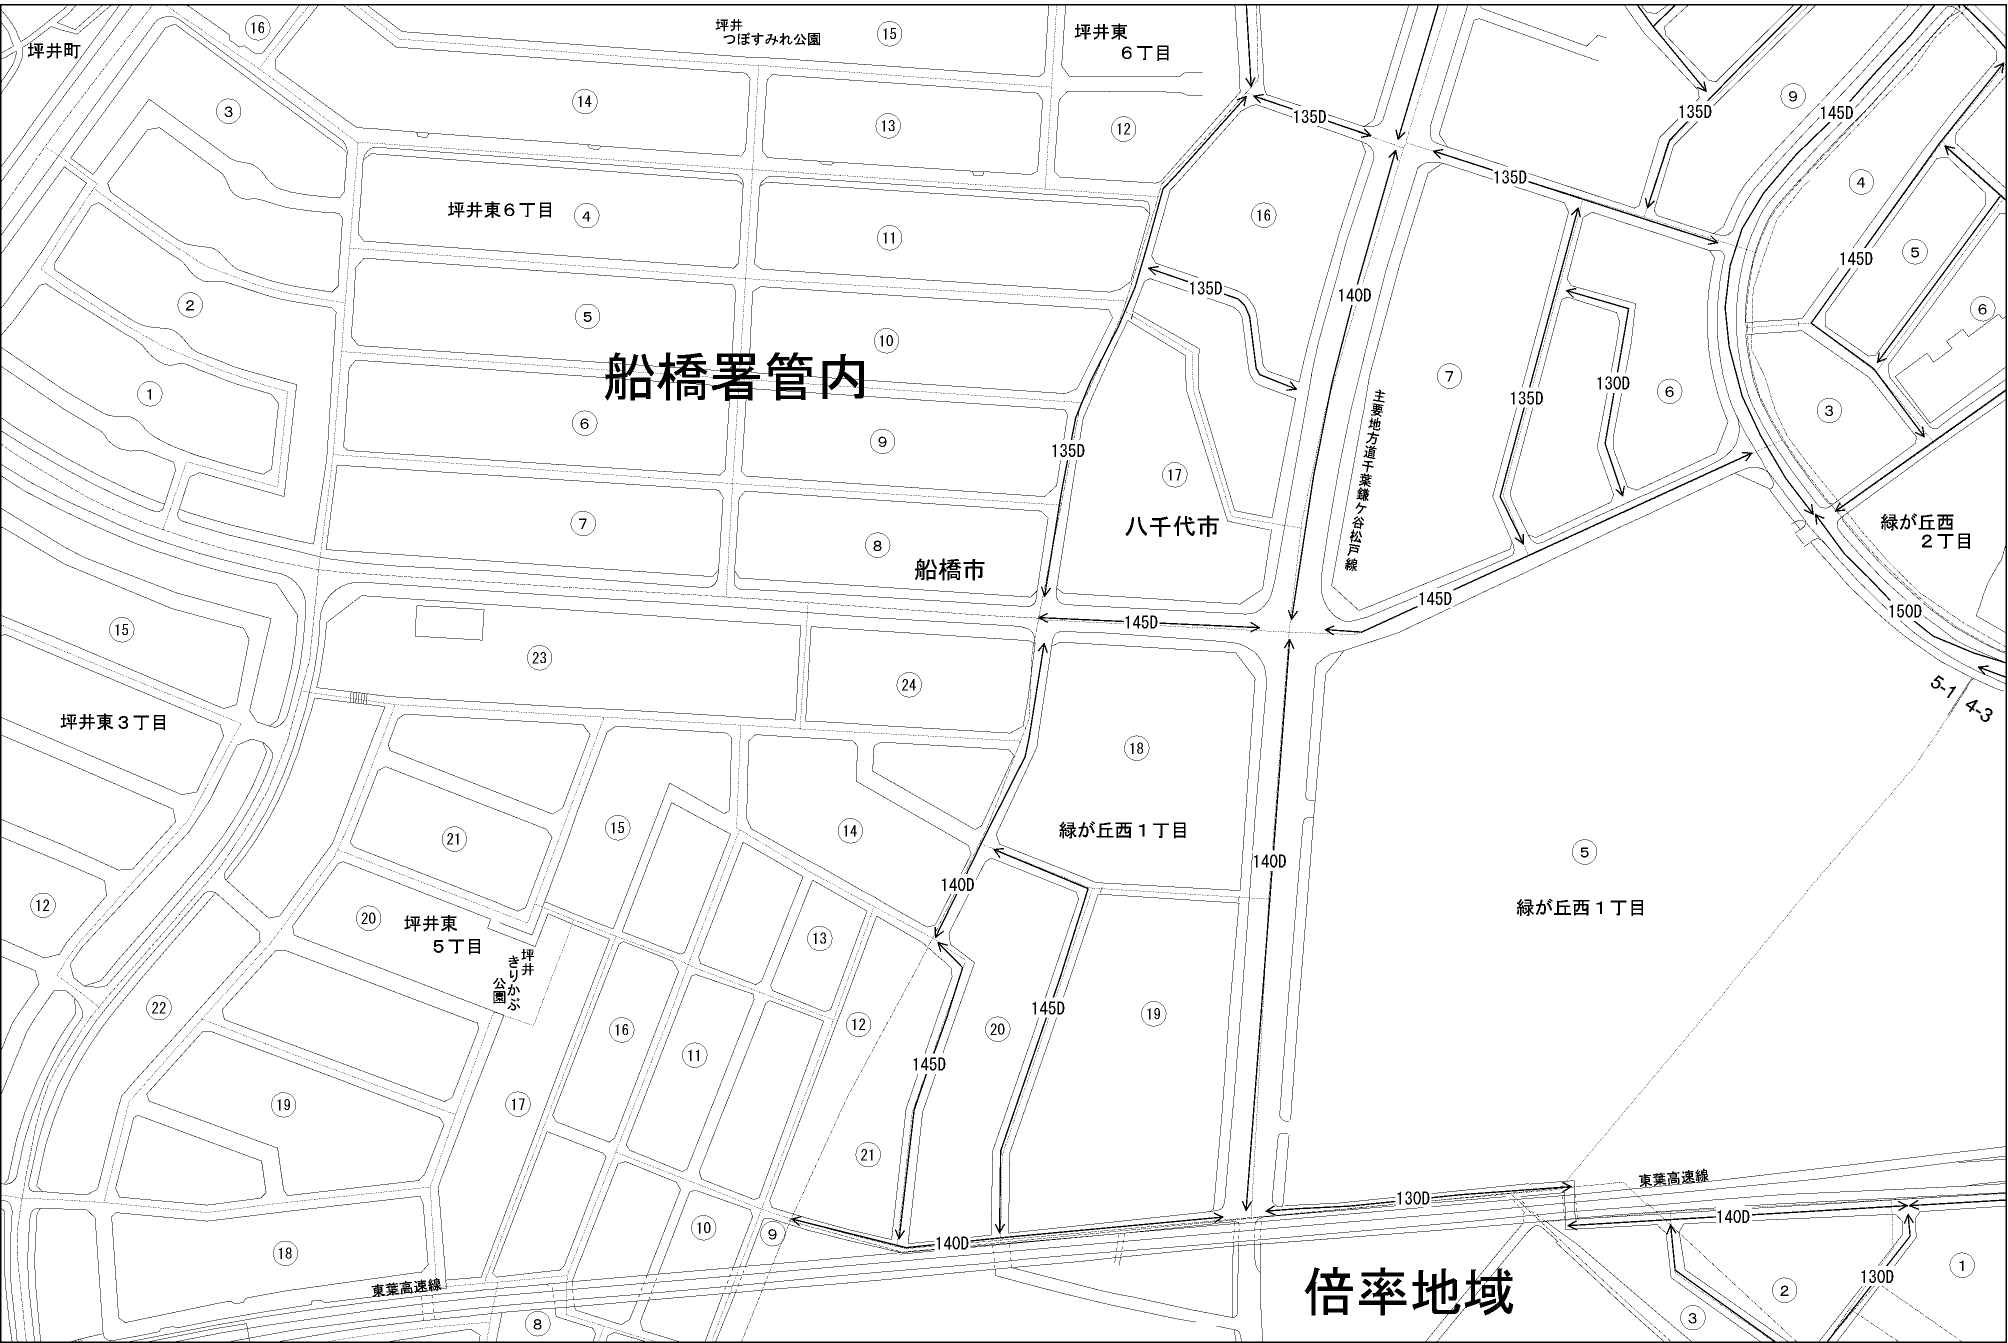 坪井町
⑯
坪井
つぼすみれ公園
⑮
坪井東
6丁目
③
⑭
⑬
⑫
135D
135D
⑨
145D
坪井東6丁目
④
⑪
⑯
135D
④
⑤
145D
②
⑤
⑩
135D
140D
⑥
①
船橋署管内
⑥
⑨
135D
⑦
135D
130D
⑥
③
主要地方道千葉鎌ケ谷松戸線
⑰
⑦
⑧
船橋市
八千代市
緑が丘西
2丁目
⑮
145D
145D
150D
㉓
㉔
坪井東3丁目
5-1
4-3
⑱
㉑
⑮
⑭
緑が丘西1丁目
140D
⑤
緑が丘西1丁目
⑫
⑳
坪井東
5丁目
140D
⑬
坪井
きりかぶ
公園
㉒
⑯
⑪
⑫
⑳
145D
⑲
145D
⑲
⑰
㉑
東葉高速線
130D
140D
⑱
⑩
⑨
140D
東葉高速線
倍率地域
130D
①
②
③
⑧